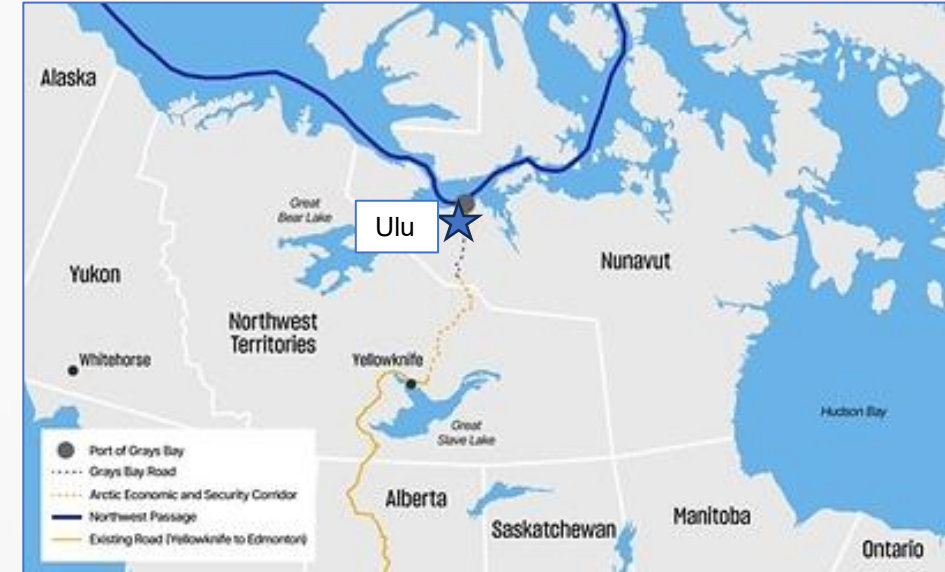 Alaska
Great
Bear Lake
Ulu
Nunavut
Yukon
Northwest
Territories
Whitehorse
Yellowknife
Hudson Bay
Great
Slave Lake
Port of Grays Bay
Grays Bay Road
Arctic Economic and Security Corridor
Northwest Passage
Existing Road (Yellowknife to Edmonton)
Alberta
Saskatchewan
Manitoba
Ontario